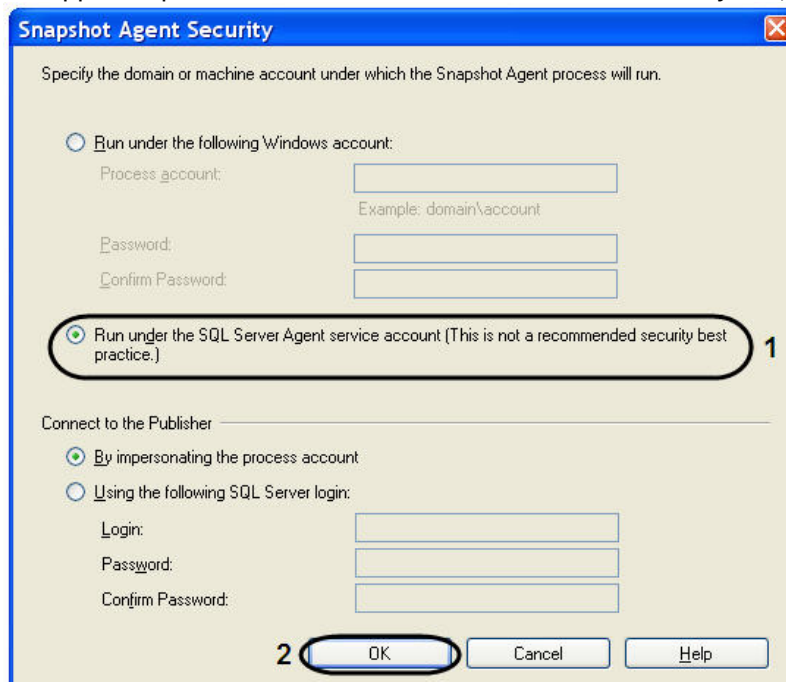 Snapshot Agent Security
Specify the domain or machine account under which the Snapshot Agent process will run.
Run under the following Windows account:
Process account:
Example: domain\account
Password:
Confirm Password:
Run under the SQL Server Agent service account (This is not a recommended security best
practice.)
1
Connect to the Publisher
By impersonating the process account
Using the following SQL Server login:
Login:
Password:
Confirm Password:
2 OK Cancel Help